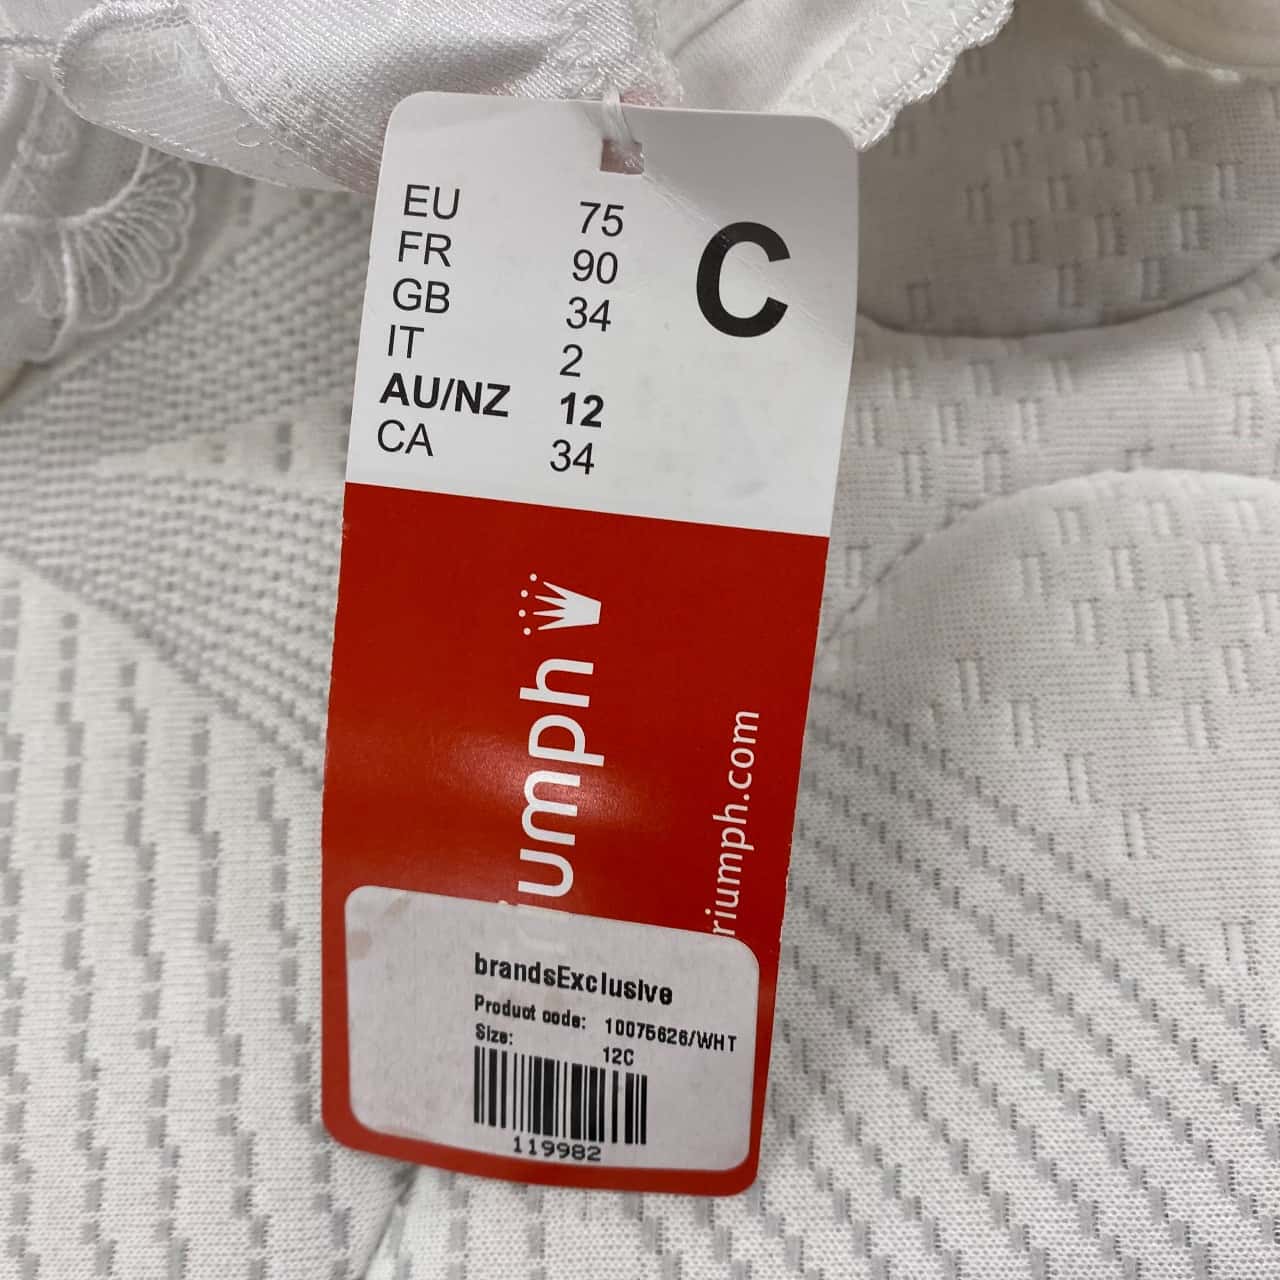 EU 75
FR 90
GB 34
IT 2
AU/NZ 12
CA 34
C
umph
riumph.com
brandsExclusive
Product code: 10075626/WHT
Size: 12C
119982